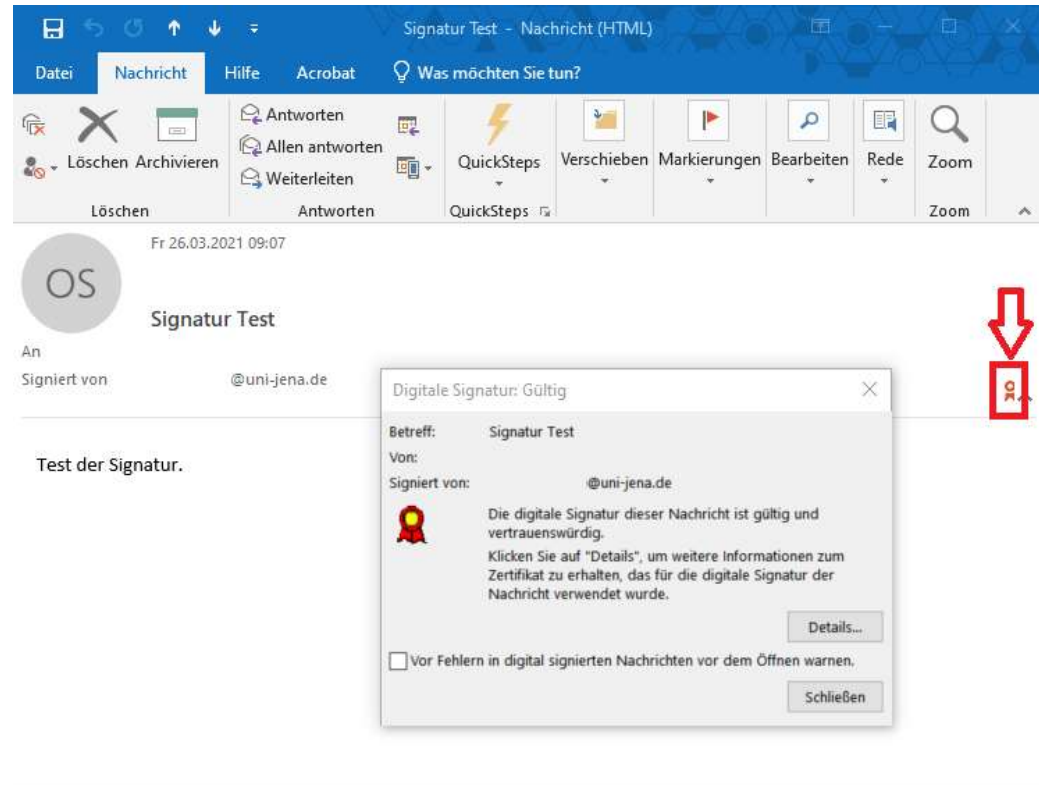 Signatur Test - Nachricht (HTML)
Datei Nachricht Hilfe Acrobat Was möchten Sie tun?
Löschen Archivieren
Antworten
Allen antworten
Weiterleiten
QuickSteps Verschieben Markierungen Bearbeiten Rede Zoom
Löschen Antworten QuickSteps Zoom
OS
Fr 26.03.2021 09:07
Signatur Test
An
Signiert von @uni-jena.de
Test der Signatur.
Digitale Signatur: Gültig
Betreff: Signatur Test
Von:
Signiert von: @uni-jena.de
Die digitale Signatur dieser Nachricht ist gültig und
vertrauenswürdig.
Klicken Sie auf "Details", um weitere Informationen zum
Zertifikat zu erhalten, das für die digitale Signatur der
Nachricht verwendet wurde.
Details...
Vor Fehlern in digital signierten Nachrichten vor dem Öffnen warnen.
Schließen